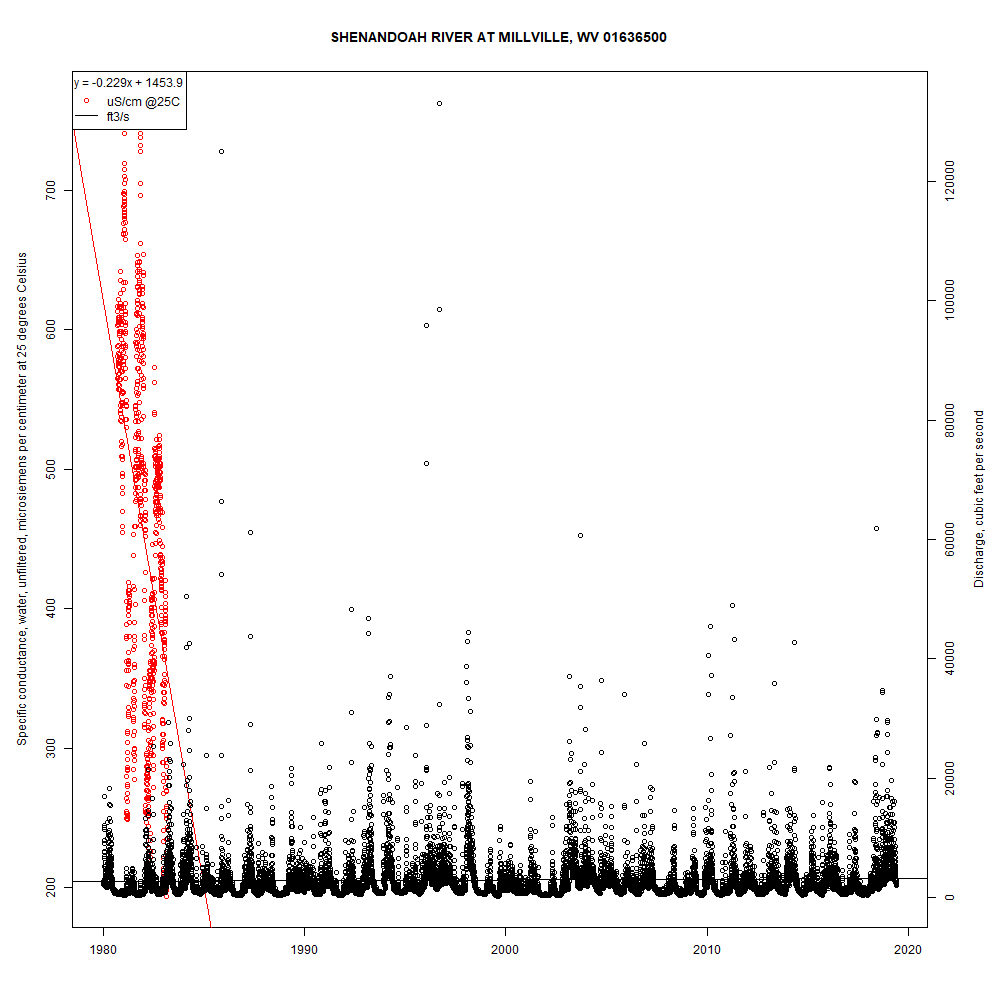 SHENANDOAH RIVER AT MILLVILLE, WV 01636500
y = -0.229x + 1453.9
uS/cm @25C
ft3/s
Specific conductance, water, unfiltered, microsiemens per centimeter at 25 degrees Celsius
700
600
500
400
300
200
120000
100000
80000
60000
40000
20000
0
Discharge, cubic feet per second
1980 1990 2000 2010 2020